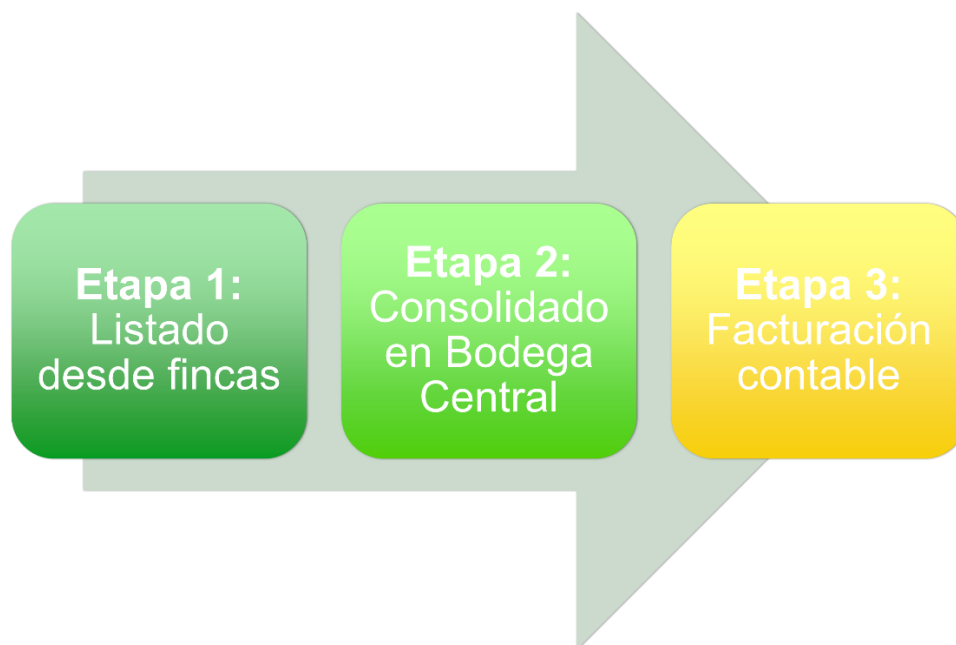 Etapa 1:
Listado
desde fincas
Etapa 2:
Consolidado
en Bodega
Central
Etapa 3:
Facturación
contable